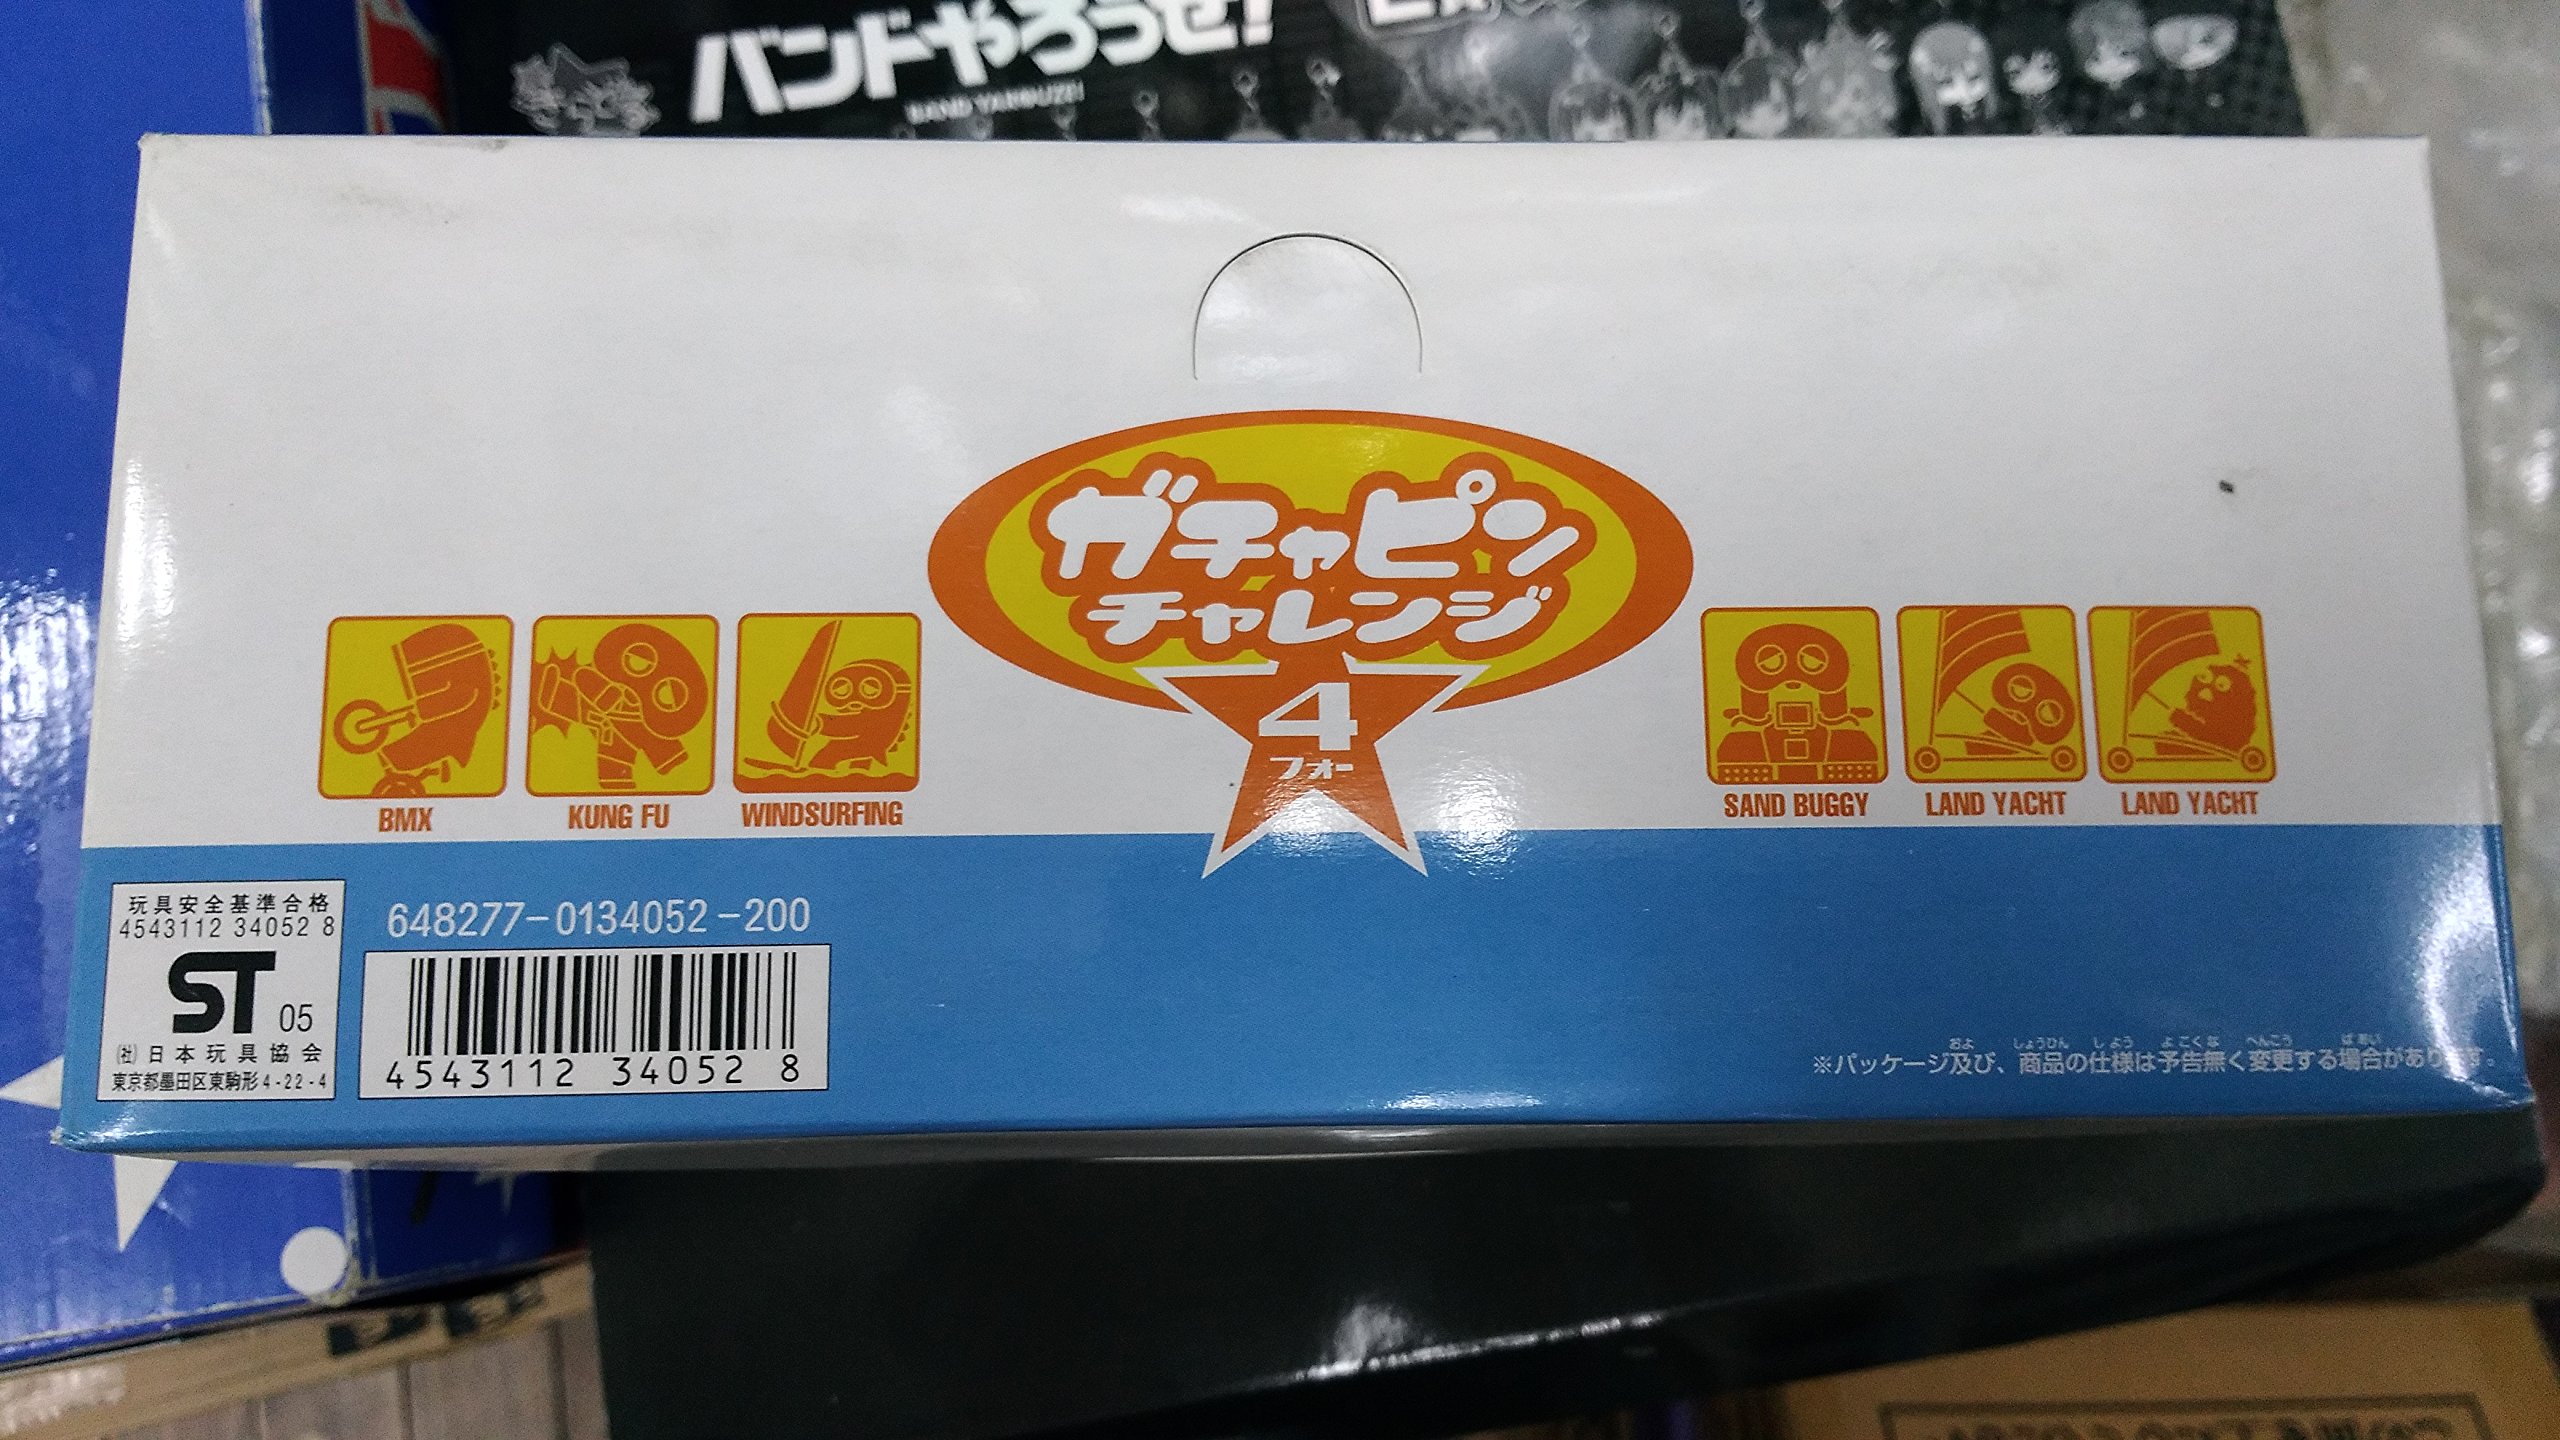 バンドやろうぜ!
BAND YAROUZE!
ガチャピン
チャレンジ
4
フォー
BMX
KUNG FU
WINDSURFING
SAND BUGGY
LAND YACHT
LAND YACHT
玩具安全基準合格
4543112 34052 8
ST 05
(社)日本玩具協会
東京都墨田区東駒形4-22-4
648277-0134052-200
4543112 34052 8
※パッケージ及び、商品の仕様は予告無く変更する場合があります。